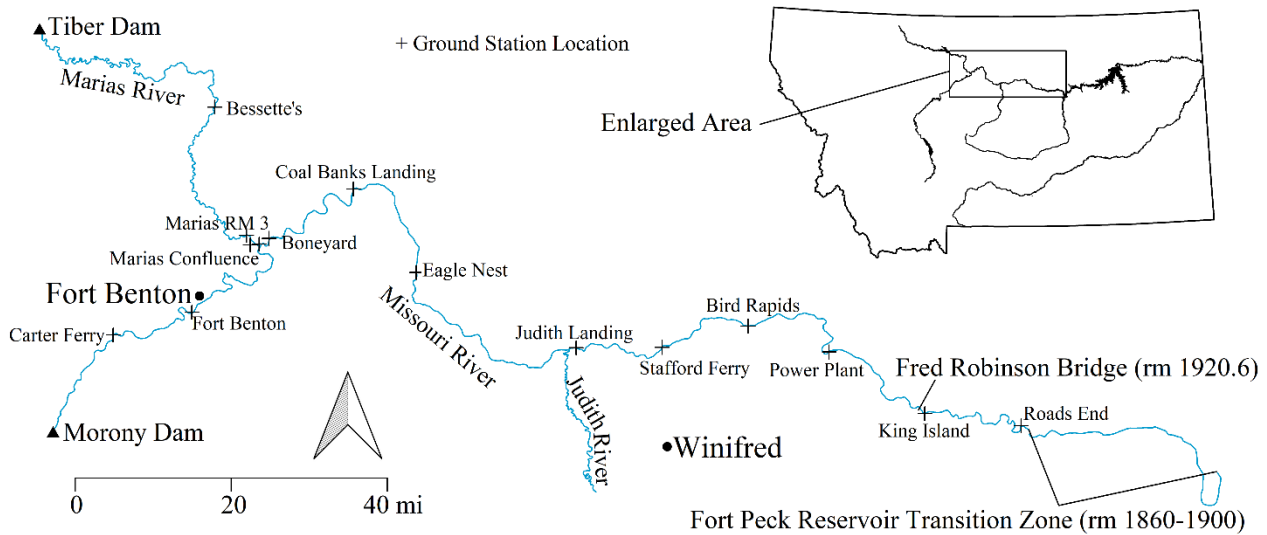 Tiber Dam
+ Ground Station Location
Marias River
Bessette's
Enlarged Area
Coal Banks Landing
Marias RM 3
Boneyard
Marias Confluence
Eagle Nest
Fort Benton
Fort Benton
Missouri River
Bird Rapids
Carter Ferry
Judith Landing
Stafford Ferry
Power Plant
Fred Robinson Bridge (rm 1920.6)
Judith River
Roads End
King Island
Morony Dam
Winifred
0 20 40 mi
Fort Peck Reservoir Transition Zone (rm 1860-1900)